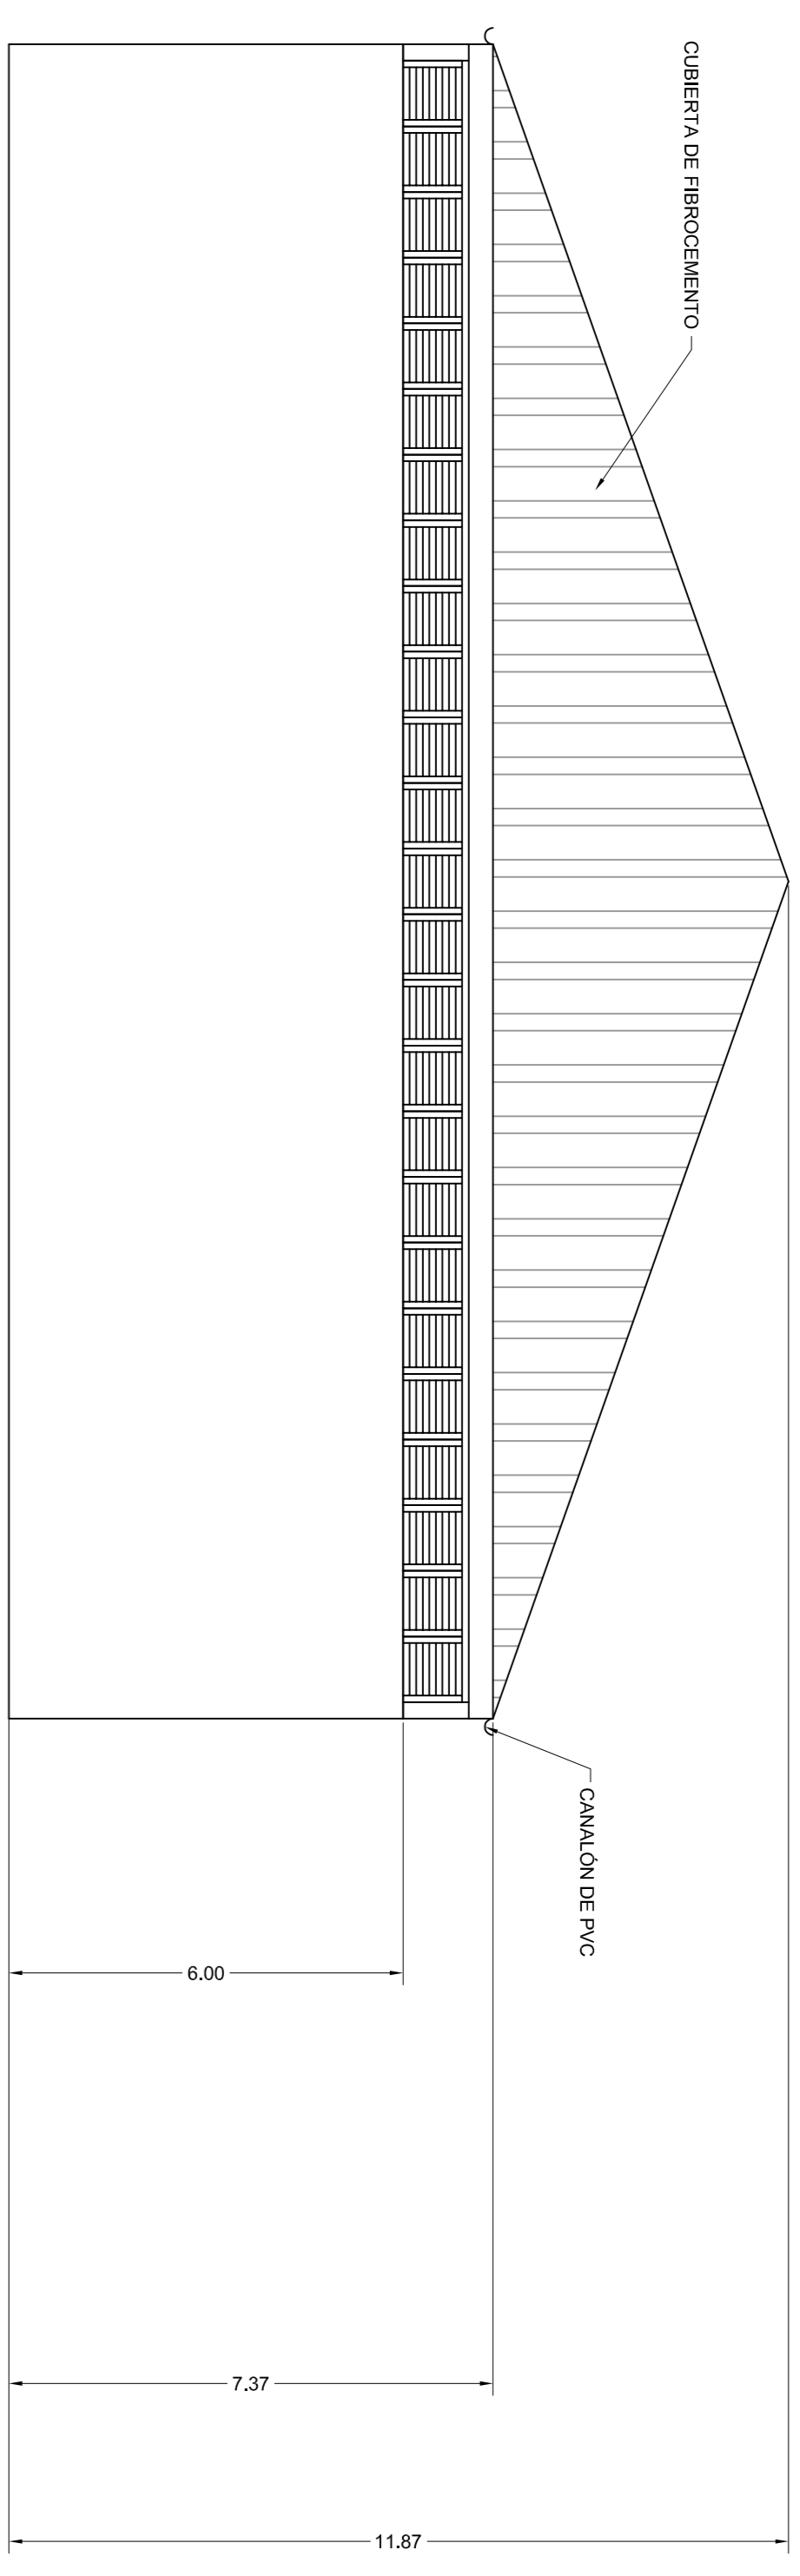 CUBIERTA DE FIBROCEMENTO
CANALÓN DE PVC
6.00
7.37
11.87